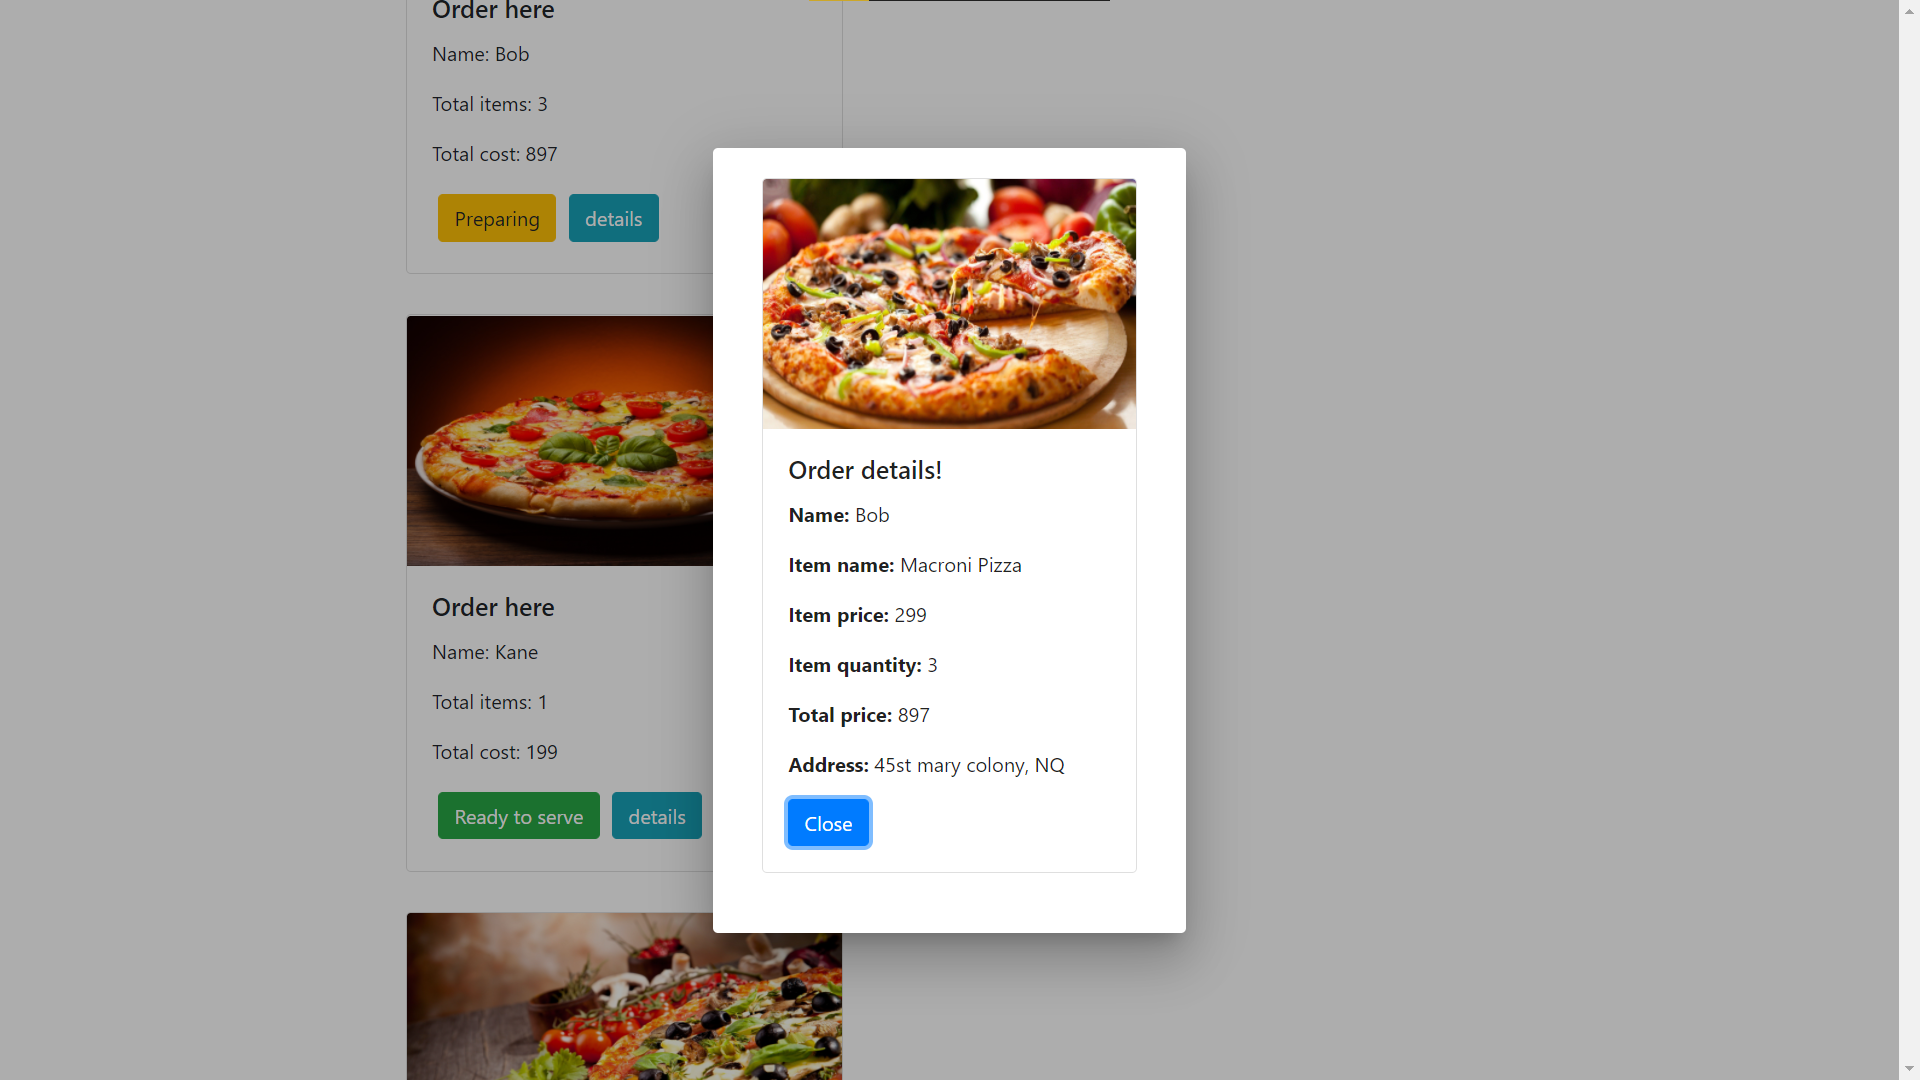 Order here
Name: Bob
Total items: 3
Total cost: 897
Preparing
details
Order here
Name: Kane
Total items: 1
Total cost: 199
Ready to serve
details
Order details!
Name: Bob
Item name: Macroni Pizza
Item price: 299
Item quantity: 3
Total price: 897
Address: 45st mary colony, NQ
Close